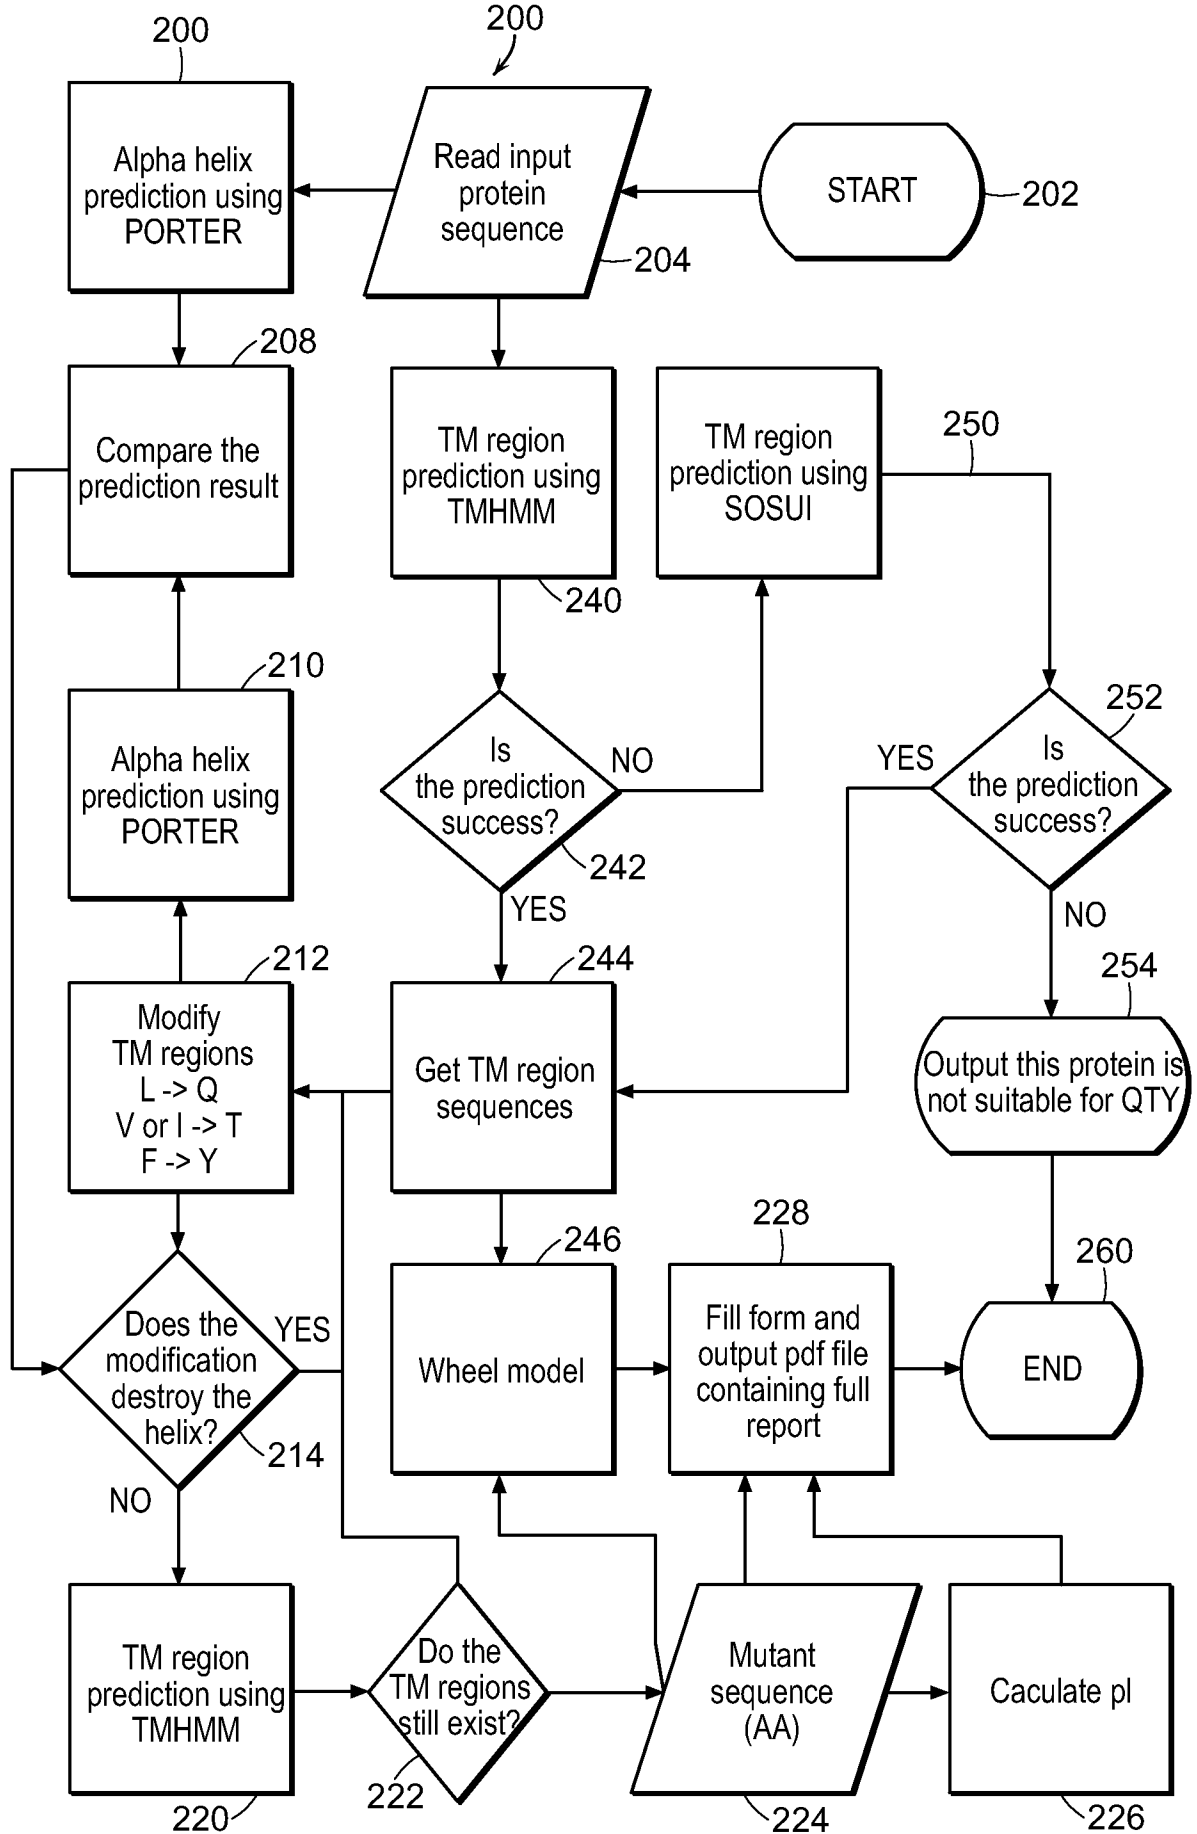 200
200
Alpha helix
prediction using
PORTER
Read input
protein
sequence
204
START
202
208
Compare the
prediction result
TM region
prediction using
TMHMM
240
TM region
prediction using
SOSUI
250
210
Alpha helix
prediction using
PORTER
Is
the prediction
success?
242
NO
YES
252
Is
the prediction
success?
YES
NO
212
Modify
TM regions
L -> Q
V or I -> T
F -> Y
244
Get TM region
sequences
254
Output this protein is
not suitable for QTY
Does the
modification
destroy the
helix?
214
YES
NO
246
Wheel model
228
Fill form and
output pdf file
containing full
report
260
END
TM region
prediction using
TMHMM
220
Do the
TM regions
still exist?
222
Mutant
sequence
(AA)
224
Caculate pl
226